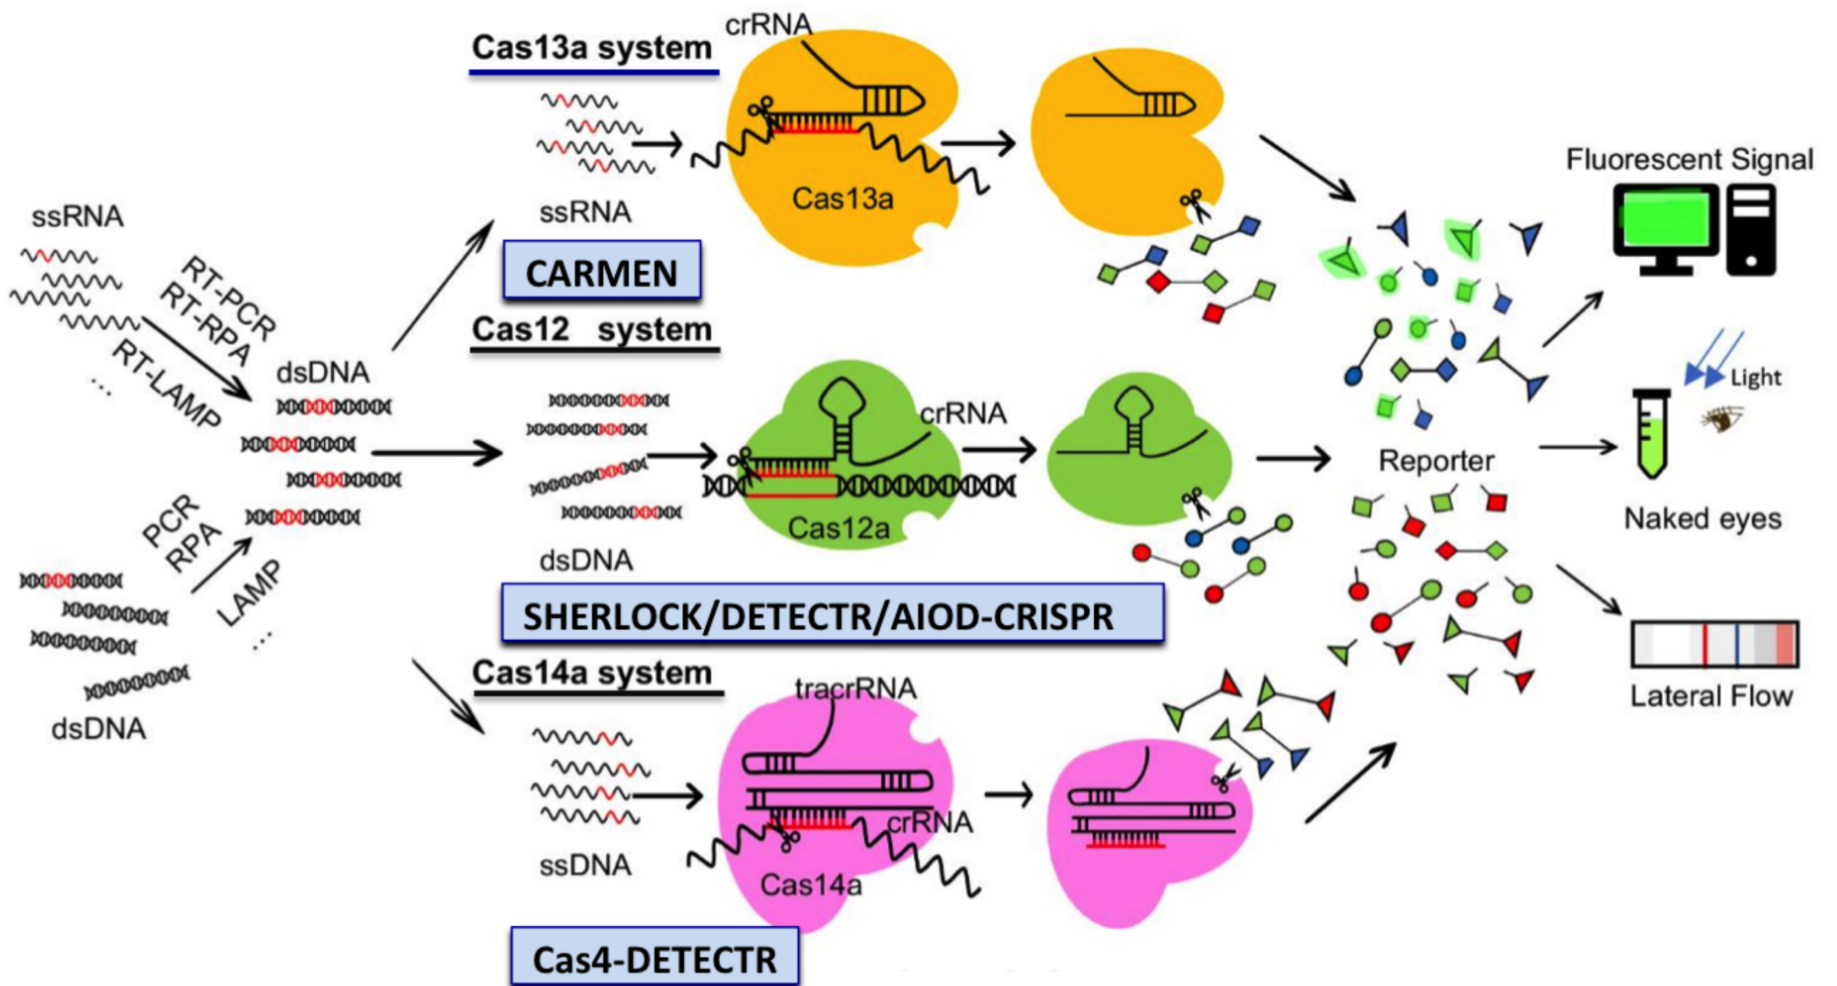 ssRNA
RT-PCR
RT-RPA
RT-LAMP
...
dsDNA
PCR
RPA
LAMP
...
dsDNA
Cas13a system
crRNA
ssRNA
Cas13a
CARMEN
Cas12 system
crRNA
dsDNA
Cas12a
SHERLOCK/DETECTR/AIOD-CRISPR
Cas14a system
tracrRNA
crRNA
ssDNA
Cas14a
Cas4-DETECTR
Reporter
Fluorescent Signal
Light
Naked eyes
Lateral Flow